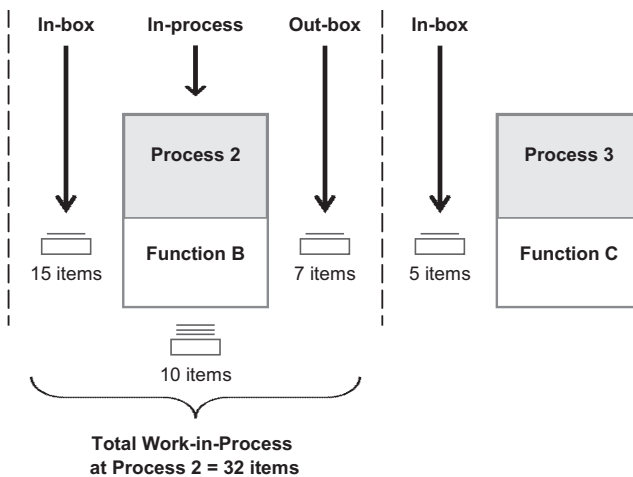 In-box
In-process
Out-box
In-box
Process 2
Process 3
Function B
Function C
15 items
7 items
5 items
10 items
Total Work-in-Process
at Process 2 = 32 items